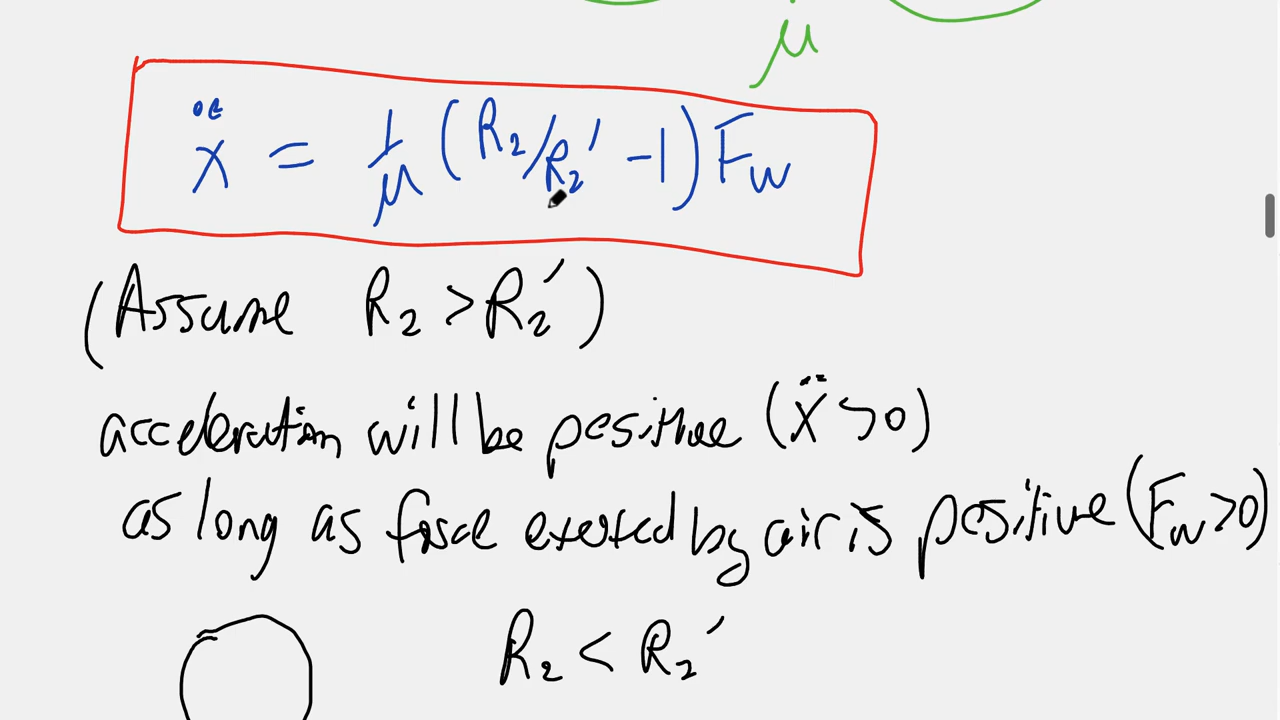 μ
ẍ = 1/μ (R₂/R₂' - 1) F_w
(Assume R₂ > R₂')
acceleration will be positive (ẍ > 0)
as long as force exerted by air is positive (F_w > 0)
R₂ < R₂'